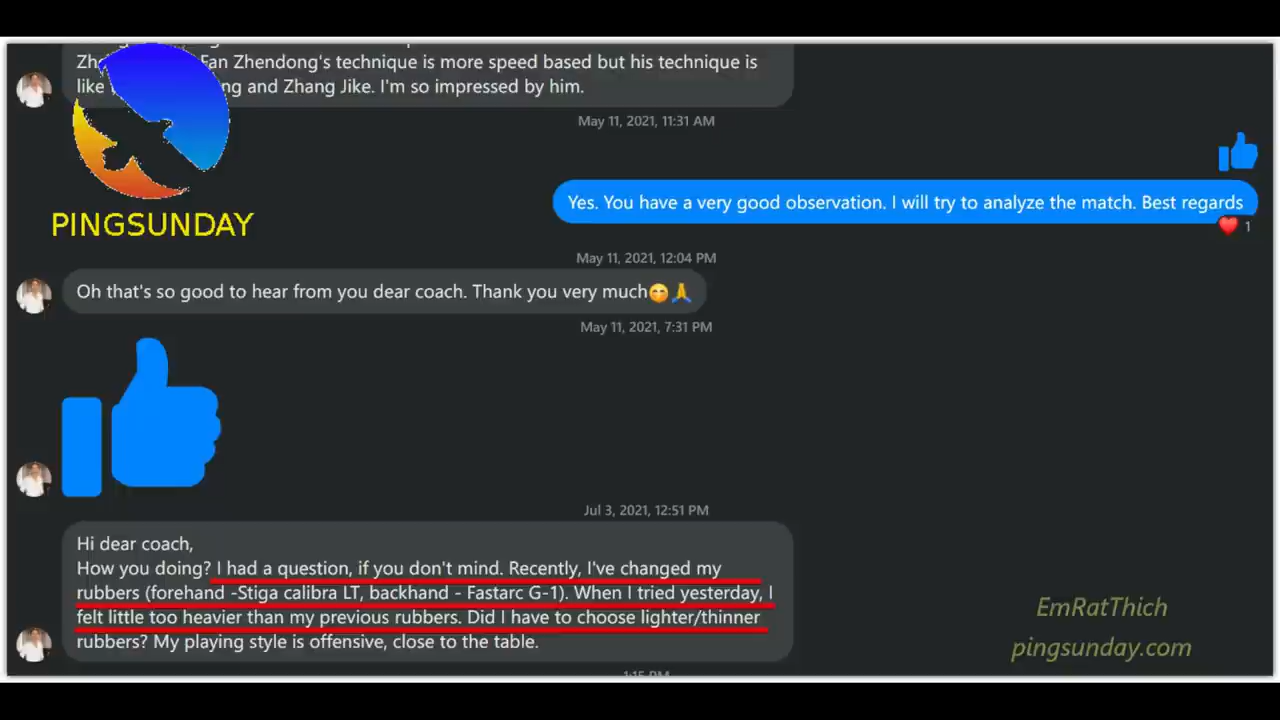 Fan Zhendong's technique is more speed based but his technique is
like ng and Zhang Jike. I'm so impressed by him.
May 11, 2021, 11:31 AM
Yes. You have a very good observation. I will try to analyze the match. Best regards
1
PINGSUNDAY
May 11, 2021, 12:04 PM
Oh that's so good to hear from you dear coach. Thank you very much😊🙏
May 11, 2021, 7:31 PM
Jul 3, 2021, 12:51 PM
Hi dear coach,
How you doing? I had a question, if you don't mind. Recently, I've changed my
rubbers (forehand -Stiga calibra LT, backhand - Fastarc G-1). When I tried yesterday, I
felt little too heavier than my previous rubbers. Did I have to choose lighter/thinner
rubbers? My playing style is offensive, close to the table.
EmRatThich
pingsunday.com